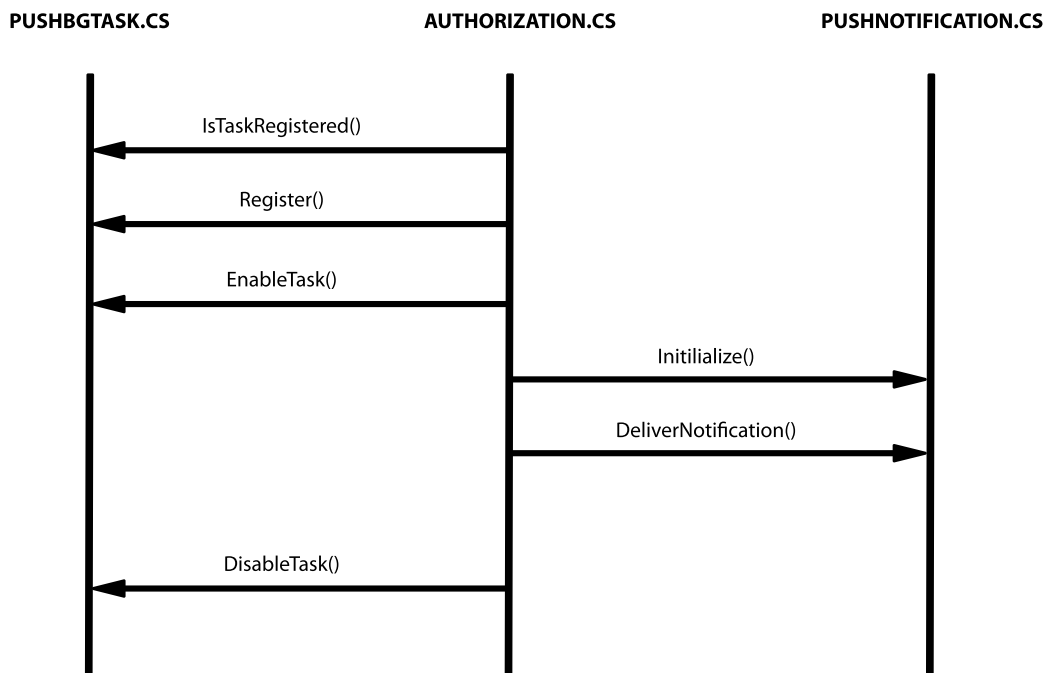 PUSHBGTASK.CS
AUTHORIZATION.CS
PUSHNOTIFICATION.CS
IsTaskRegistered()
Register()
EnableTask()
Initilialize()
DeliverNotification()
DisableTask()